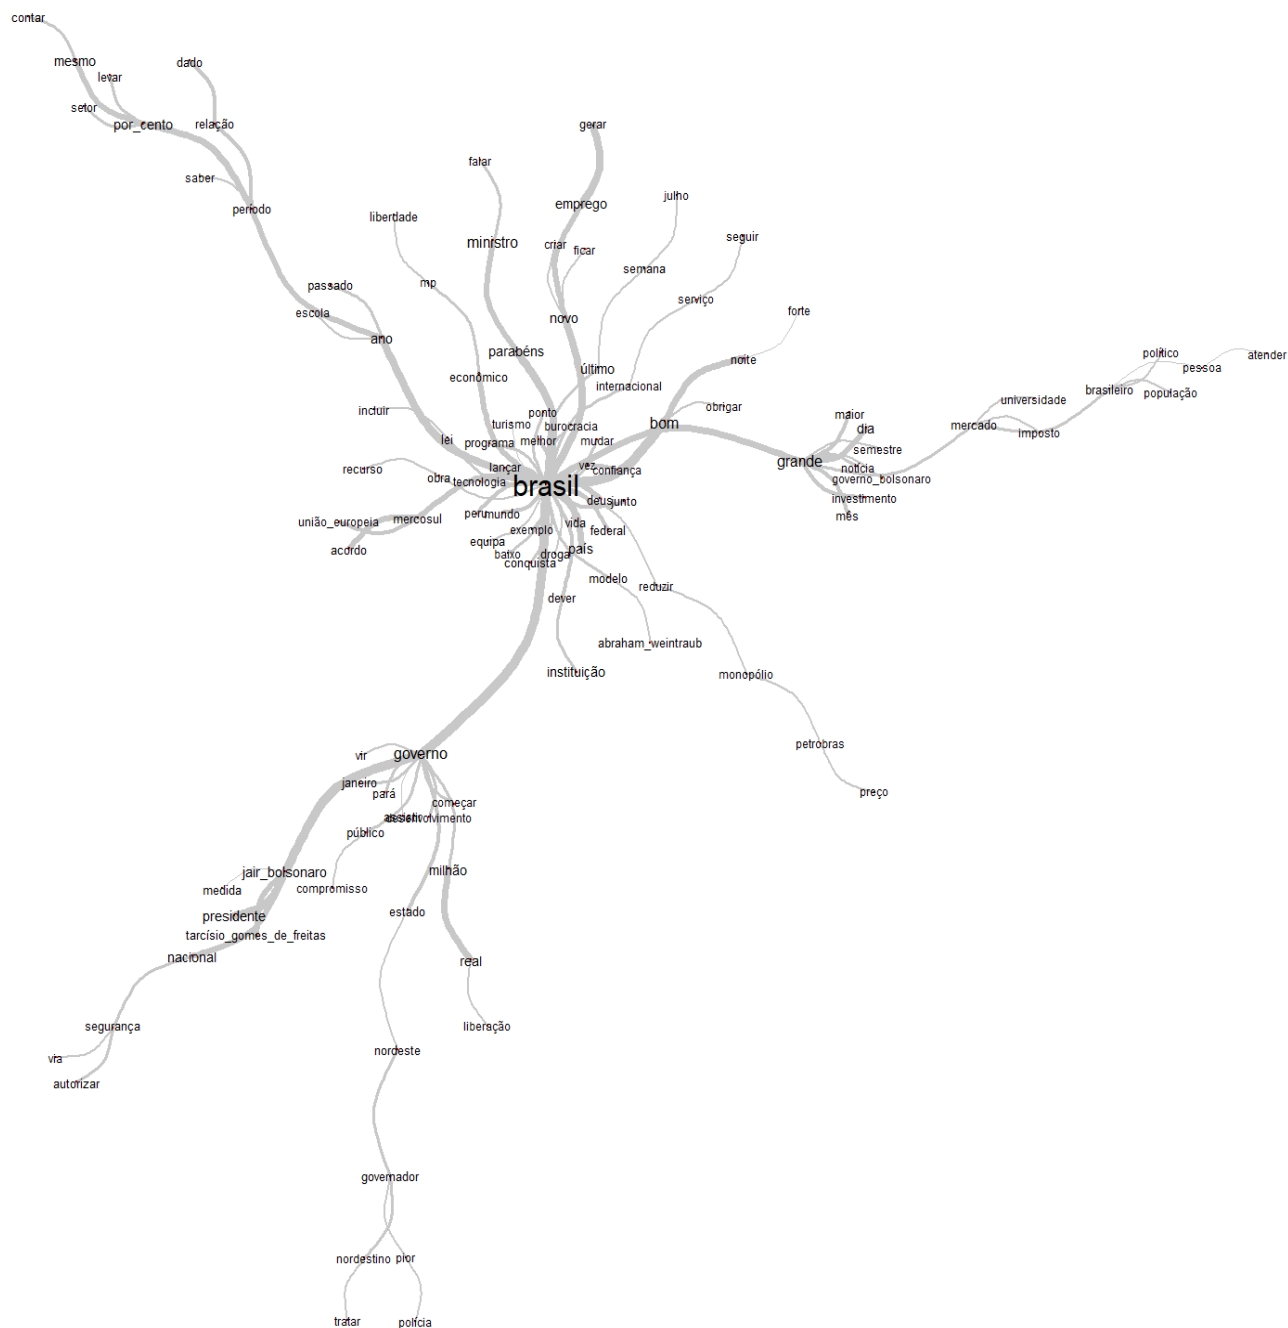 contar
mesmo
levar
dado
setor
por_cento
relação
gerar
falar
saber
período
emprego
julho
liberdade
ministro
criar
ficar
seguir
semana
mp
passado
serviço
escola
novo
forte
ano
parabéns
noite
político
atender
último
pessoa
econômico
internacional
brasileiro
população
universidade
incluir
ponto
obrigar
maior
mercado
imposto
turismo
burocracia
bom
dia
lei
programa
melhor
mudar
semestre
grande
notícia
recurso
lançar
vez
confiança
governo_bolsonaro
obra
tecnologia
brasil
investimento
deus
junto
união_europeia
mercosul
peru
mundo
mês
exemplo
vida
federal
acordo
equipa
baixo
droga
país
conquista
modelo
reduzir
dever
abraham_weintraub
instituição
monopólio
petrobras
vir
governo
janeiro
pará
começar
preço
desenvolvimento
público
jair_bolsonaro
milhão
medida
compromisso
presidente
estado
tarcísio_gomes_de_freitas
nacional
real
segurança
liberação
via
nordeste
autorizar
governador
nordestino
pior
tratar
polícia